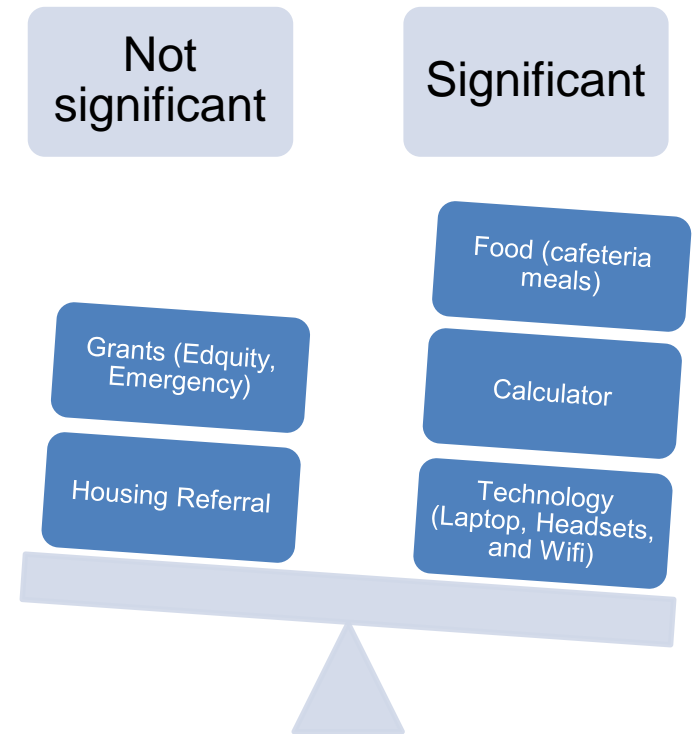 Not
significant
Significant
Grants (Edquity,
Emergency)
Housing Referral
Food (cafeteria
meals)
Calculator
Technology
(Laptop, Headsets,
and Wifi)